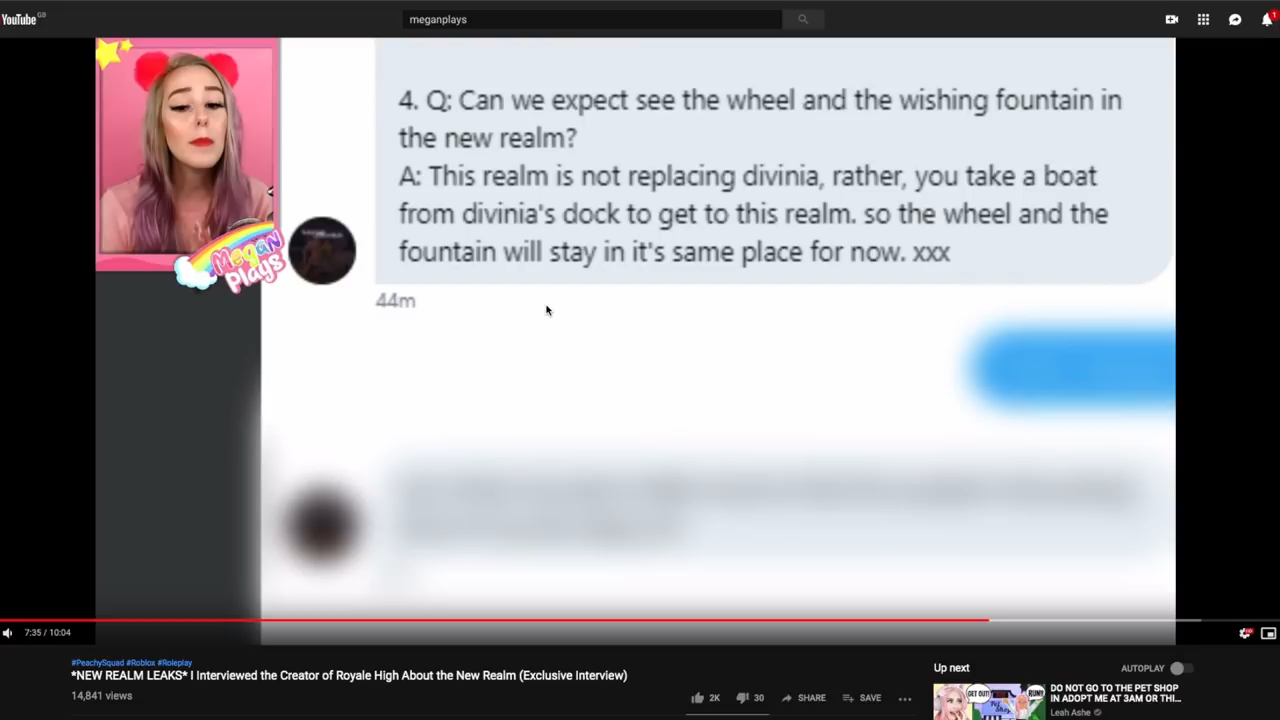 YouTube GB
meganplays
1
4. Q: Can we expect see the wheel and the wishing fountain in
the new realm?
A: This realm is not replacing divinia, rather, you take a boat
from divinia's dock to get to this realm. so the wheel and the
fountain will stay in it's same place for now. xxx
Megan
Plays
44m
7:35 / 10:04
#PeachySquad #Roblox #Roleplay
*NEW REALM LEAKS* I Interviewed the Creator of Royale High About the New Realm (Exclusive Interview)
14,841 views
2K
30
SHARE
SAVE
Up next
AUTOPLAY
GET OUT!
RUN!!
DO NOT GO TO THE PET SHOP
IN ADOPT ME AT 3AM OR THI...
Leah Ashe